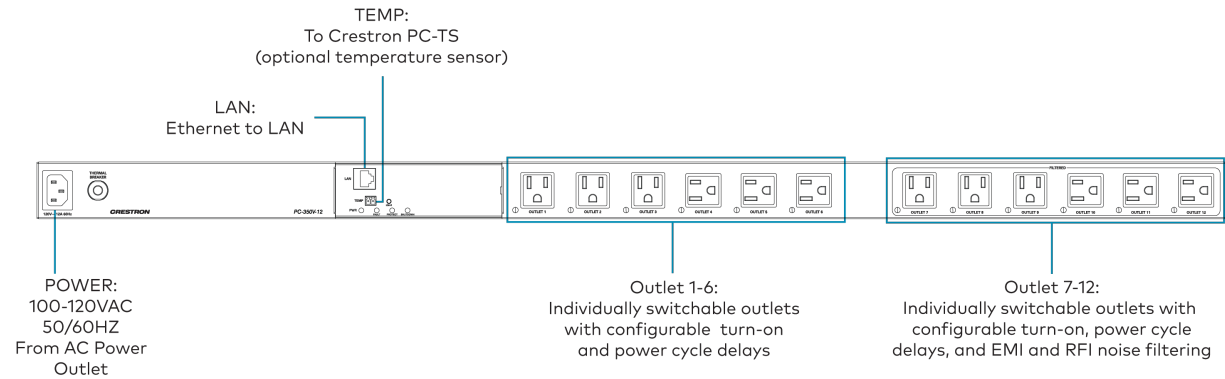 TEMP:
To Crestron PC-TS
(optional temperature sensor)
LAN:
Ethernet to LAN
THERMAL
BREAKER
CRESTRON
PC-350V-12
LAN
TEMP
PWR
FILTERED
OUTLET 1
OUTLET 2
OUTLET 3
OUTLET 4
OUTLET 5
OUTLET 6
OUTLET 7
OUTLET 8
OUTLET 9
OUTLET 10
OUTLET 11
OUTLET 12
POWER:
100-120VAC
50/60HZ
From AC Power
Outlet
Outlet 1-6:
Individually switchable outlets
with configurable turn-on
and power cycle delays
Outlet 7-12:
Individually switchable outlets with
configurable turn-on, power cycle
delays, and EMI and RFI noise filtering